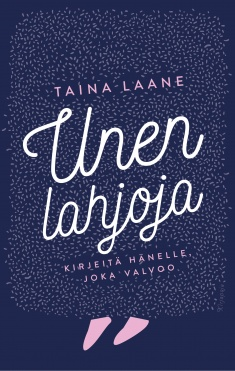 TAINA LAANE
Unen
lahjoja
KIRJEITÄ HÄNELLE,
JOKA VALVOO